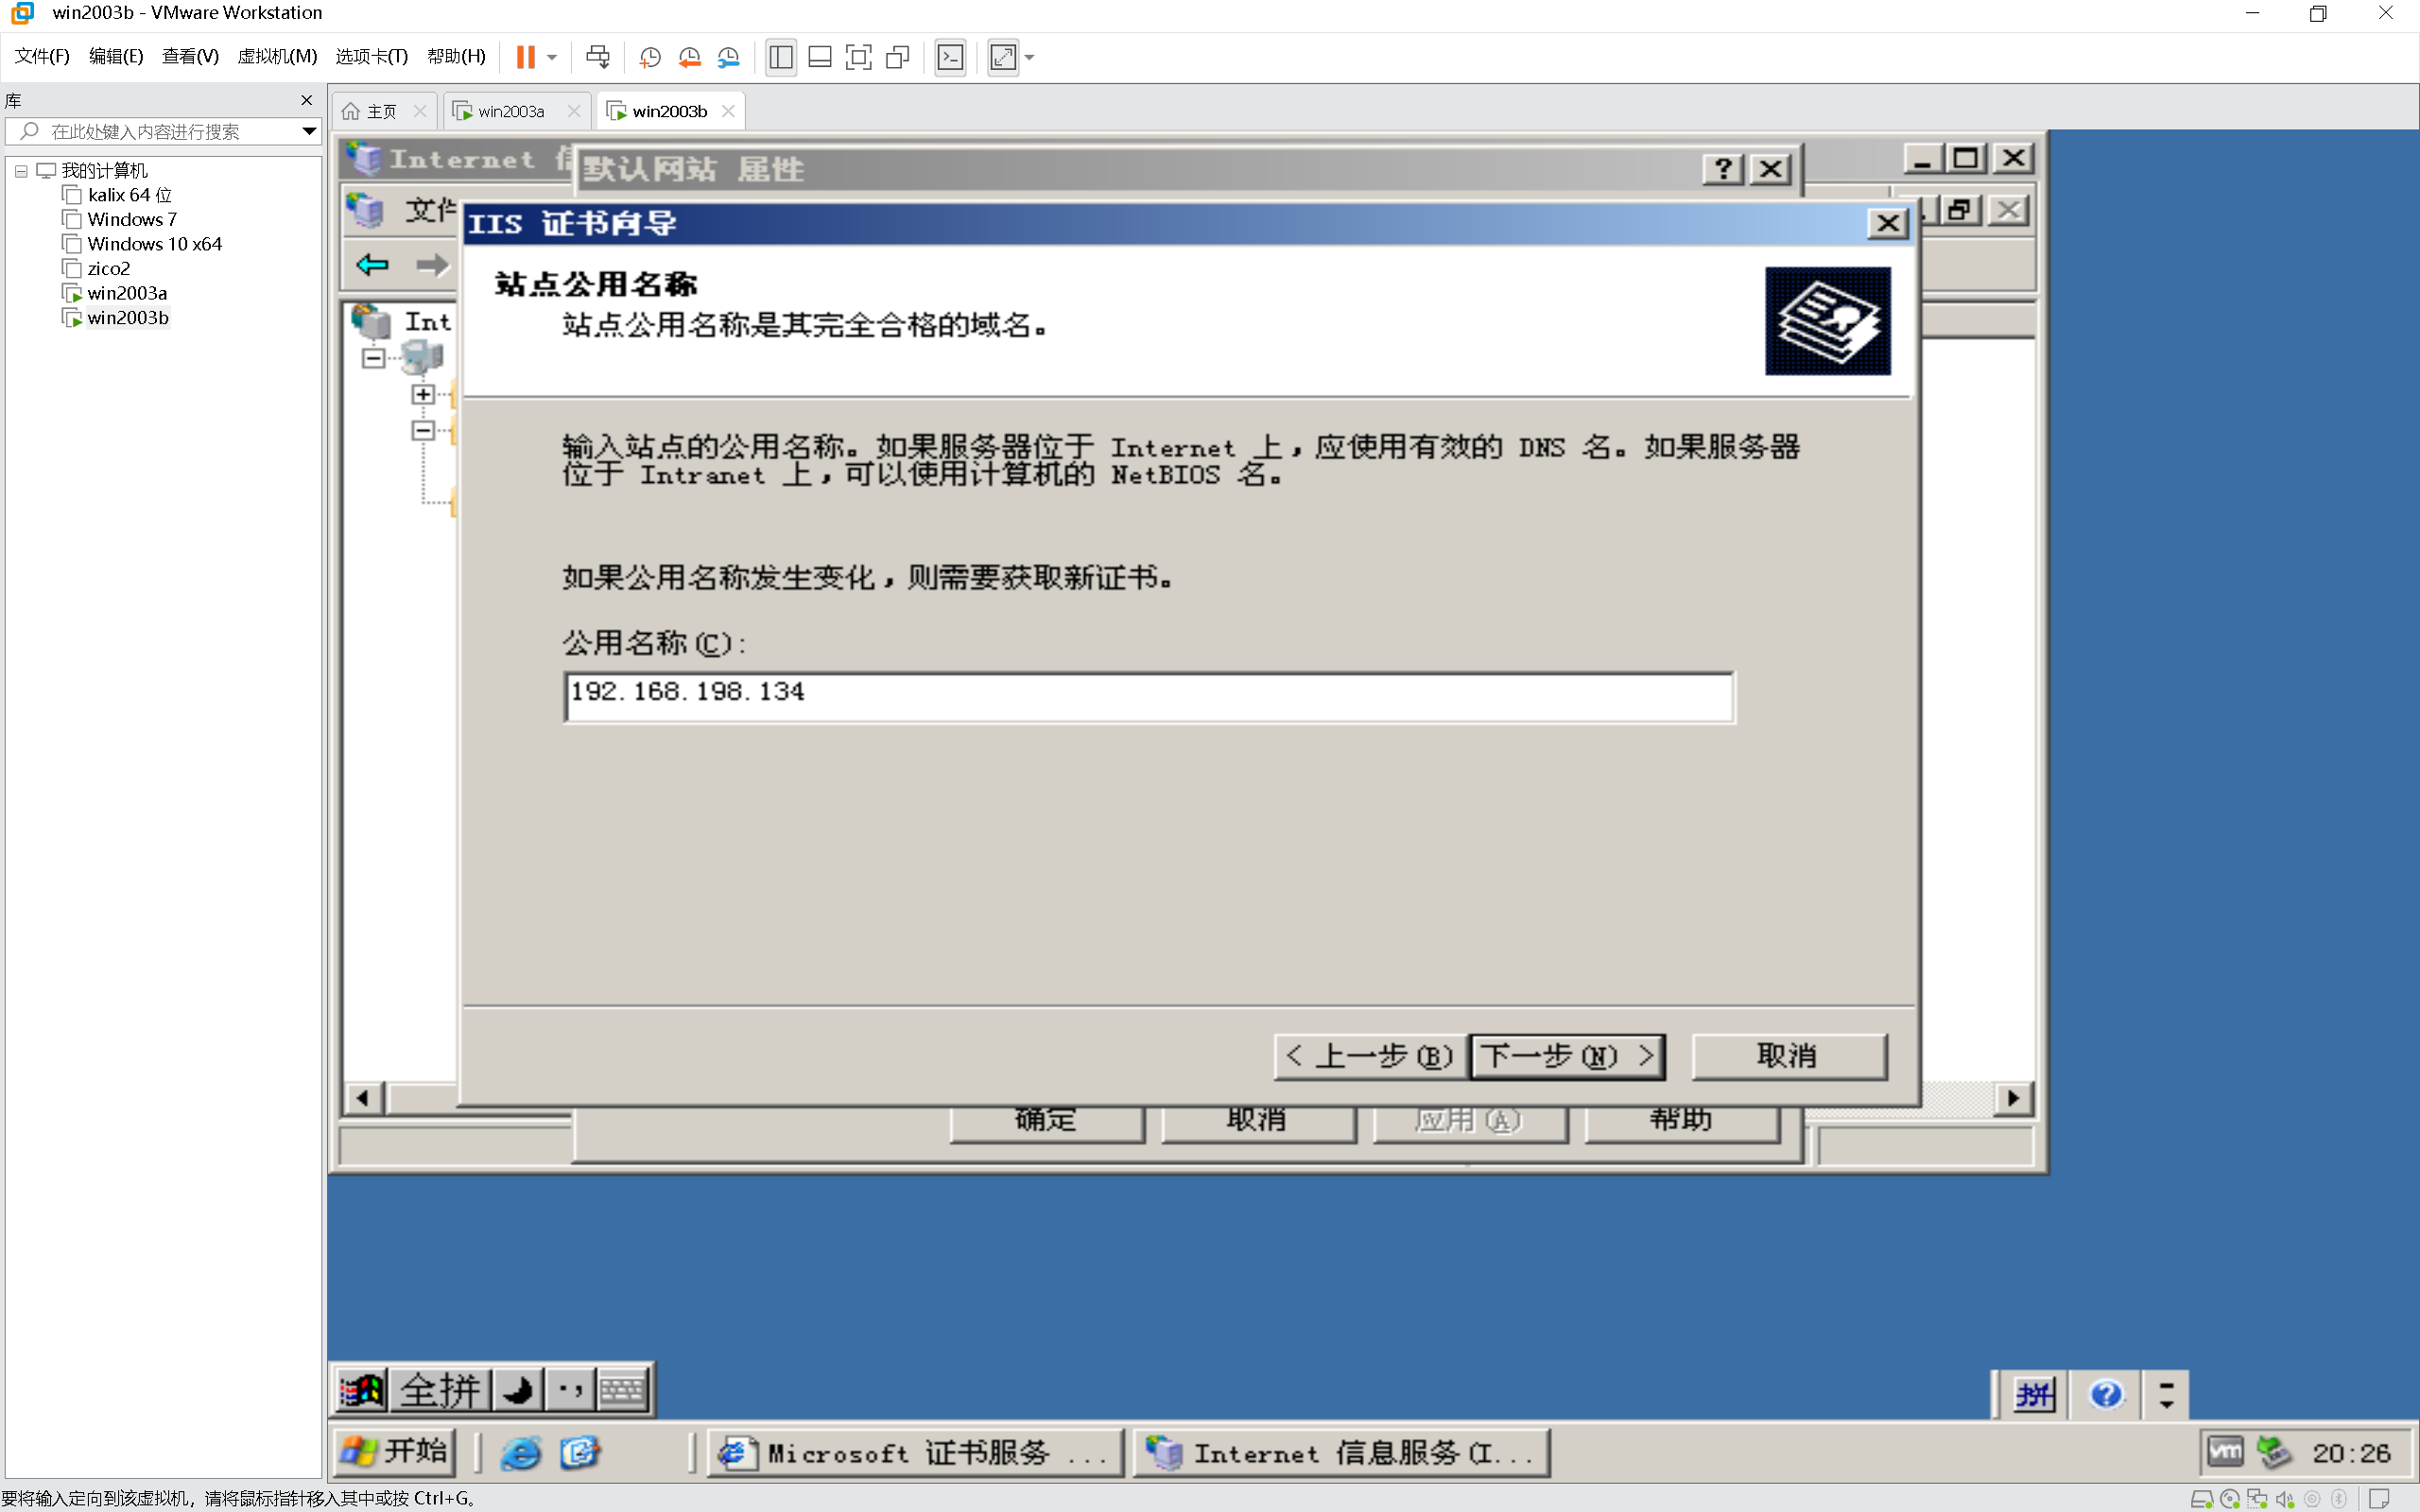 win2003b - VMware Workstation
文件(F) 编辑(E) 查看(V) 虚拟机(M) 选项卡(T) 帮助(H)
库
在此处键入内容进行搜索
我的计算机
kalix 64 位
Windows 7
Windows 10 x64
zico2
win2003a
win2003b
主页 win2003a win2003b
Internet
默认网站 属性
文件
Int
IIS 证书向导
站点公用名称
站点公用名称是其完全合格的域名。
输入站点的公用名称。如果服务器位于 Internet 上，应使用有效的 DNS 名。如果服务器
位于 Intranet 上，可以使用计算机的 NetBIOS 名。
如果公用名称发生变化，则需要获取新证书。
公用名称(C):
192.168.198.134
< 上一步(B) 下一步(N) > 取消
确定 取消 应用(A) 帮助
全拼
拼
开始 Microsoft 证书服务 ... Internet 信息服务(I... vm 20:26
要将输入定向到该虚拟机，请将鼠标指针移入其中或按 Ctrl+G。